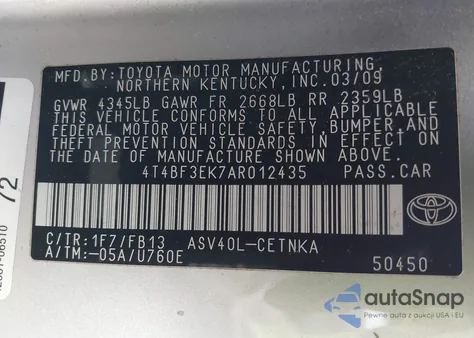 MFD. BY: TOYOTA MOTOR MANUFACTURING,
NORTHERN KENTUCKY, INC. 03/09
GVWR 4345LB GAWR FR 2668LB RR 2359LB
THIS VEHICLE CONFORMS TO ALL APPLICABLE
FEDERAL MOTOR VEHICLE SAFETY, BUMPER, AND
THEFT PREVENTION STANDARDS IN EFFECT ON
THE DATE OF MANUFACTURE SHOWN ABOVE.
4T4BF3EK7AR012435 PASS. CAR
C/TR: 1F7/FB13 ASV40L-CETNKA
A/TM: -05A/U760E
50450
72
autoSnap
Pewne auta z dostawą USA - EU